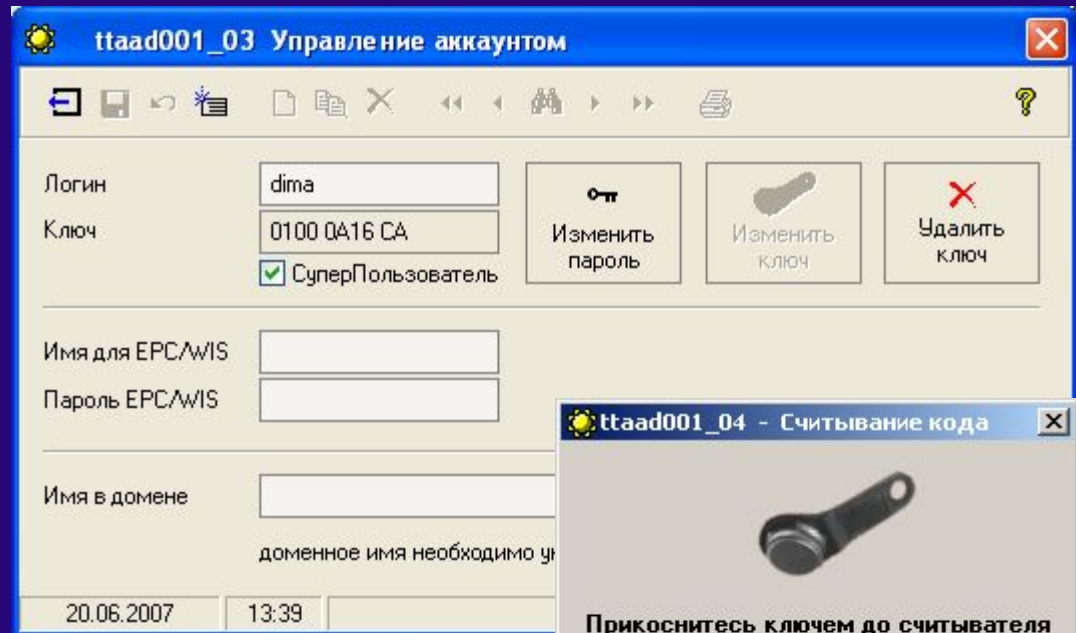 ttaad001_03 Управление аккаунтом
Логин
dima
Ключ
0100 0A16 CA
СуперПользователь
Изменить
пароль
Изменить
ключ
Удалить
ключ
Имя для EPC/WIS
Пароль EPC/WIS
Имя в домене
доменное имя необходимо
20.06.2007
13:39
ttaad001_04 - Считывание кода
Прикоснитесь ключем до считывателя